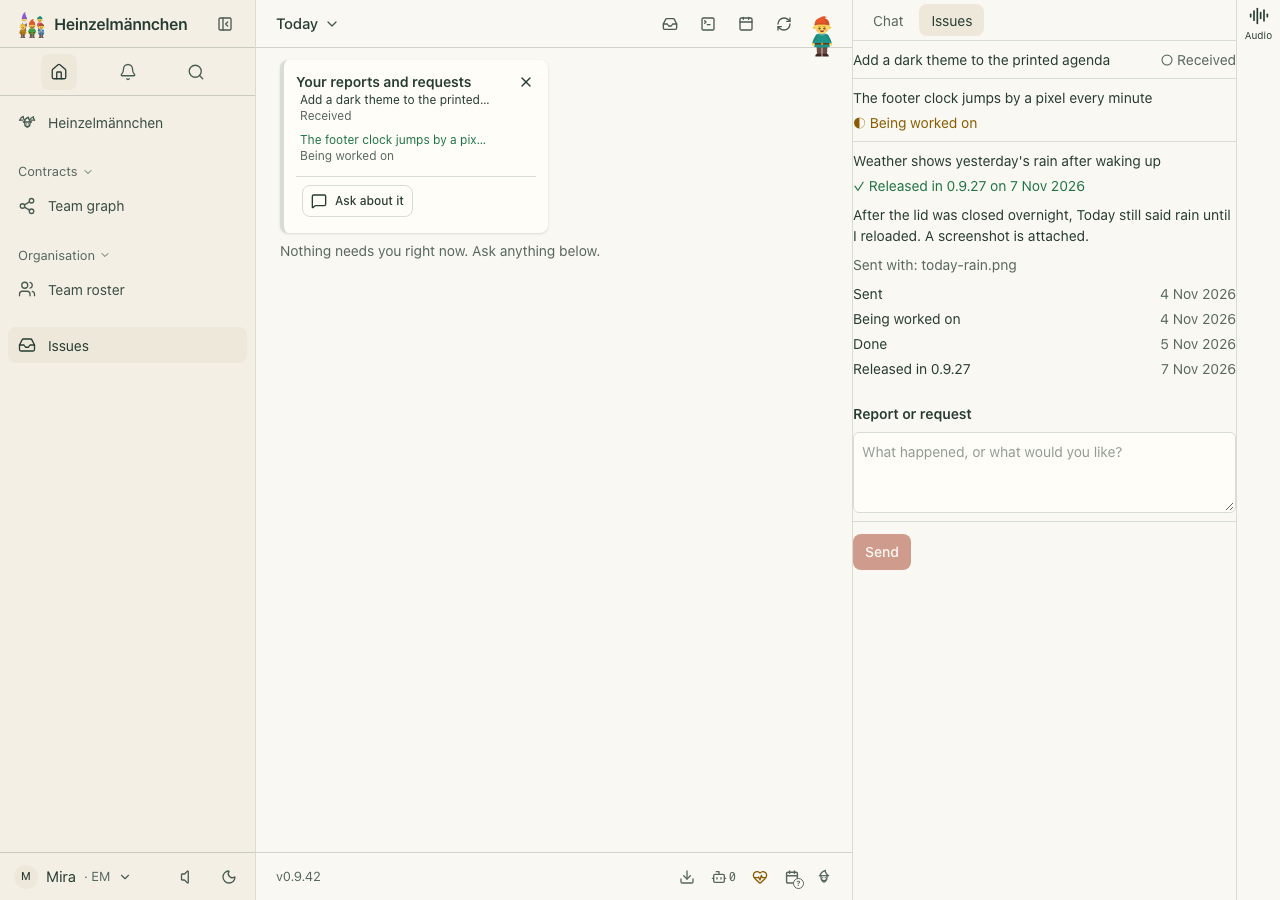 Heinzelmännchen
Heinzelmännchen
Contracts
Team graph
Organisation
Team roster
Issues
M Mira · EM
Today
Your reports and requests
Add a dark theme to the printed...
Received
The footer clock jumps by a pix...
Being worked on
Ask about it
Nothing needs you right now. Ask anything below.
v0.9.42
0
?
Chat Issues
Add a dark theme to the printed agenda Received
The footer clock jumps by a pixel every minute
Being worked on
Weather shows yesterday's rain after waking up
Released in 0.9.27 on 7 Nov 2026
After the lid was closed overnight, Today still said rain until
I reloaded. A screenshot is attached.
Sent with: today-rain.png
Sent 4 Nov 2026
Being worked on 4 Nov 2026
Done 5 Nov 2026
Released in 0.9.27 7 Nov 2026
Report or request
What happened, or what would you like?
Send
Audio